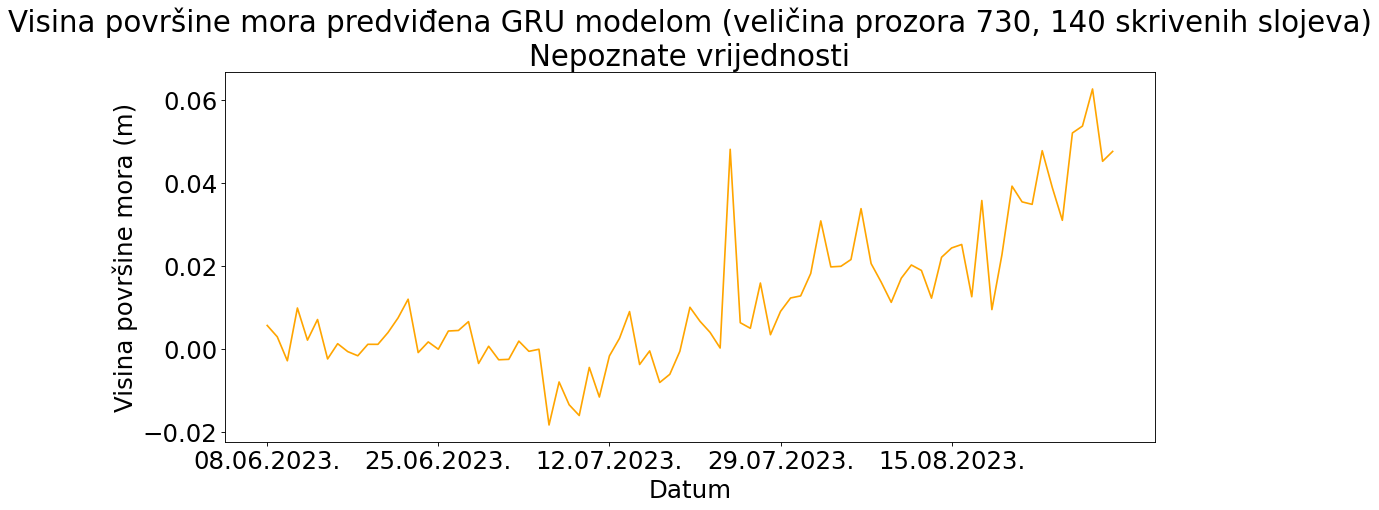 Visina površine mora predviđena GRU modelom (veličina prozora 730, 140 skrivenih slojeva)
Nepoznate vrijednosti
Visina površine mora (m)
0.06
0.04
0.02
0.00
−0.02
08.06.2023. 25.06.2023. 12.07.2023. 29.07.2023. 15.08.2023.
Datum